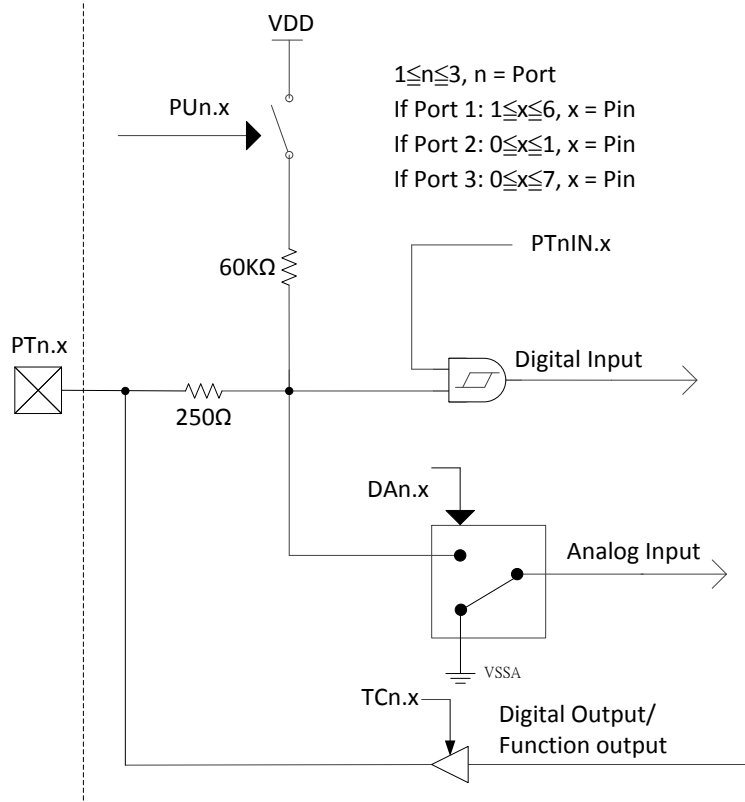 VDD
1≦n≦3, n = Port
If Port 1: 1≦x≦6, x = Pin
If Port 2: 0≦x≦1, x = Pin
If Port 3: 0≦x≦7, x = Pin
PUn.x
60KΩ
PTnIN.x
PTn.x
Digital Input
250Ω
DAn.x
Analog Input
VSSA
TCn.x
Digital Output/
Function output